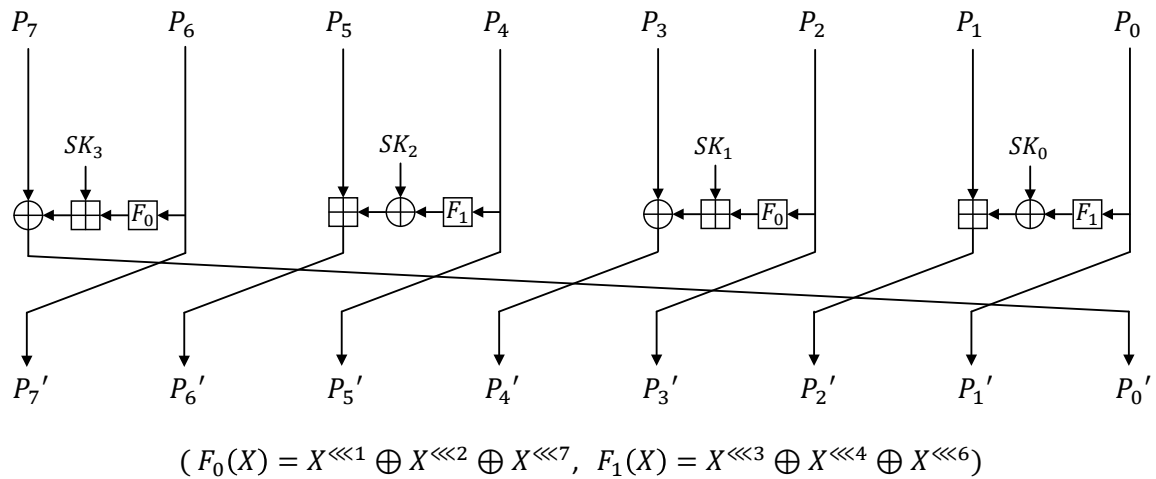 P₇ P₆ P₅ P₄ P₃ P₂ P₁ P₀
SK₃ SK₂ SK₁ SK₀
F₀ F₁ F₀ F₁
P₇′ P₆′ P₅′ P₄′ P₃′ P₂′ P₁′ P₀′
( F₀(X) = X^⋘1 ⊕ X^⋘2 ⊕ X^⋘7, F₁(X) = X^⋘3 ⊕ X^⋘4 ⊕ X^⋘6)